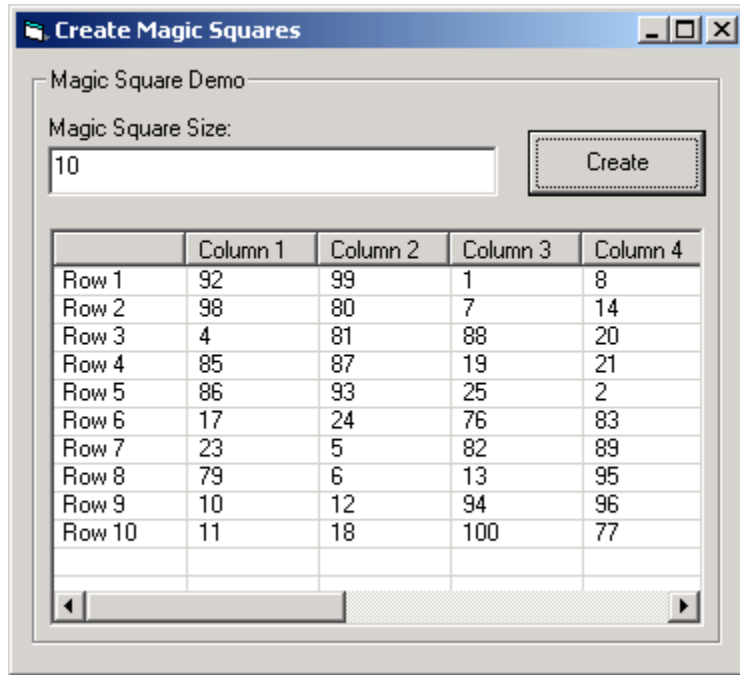 Create Magic Squares
Magic Square Demo
Magic Square Size:
10
Create
Column 1 Column 2 Column 3 Column 4
Row 1 92 99 1 8
Row 2 98 80 7 14
Row 3 4 81 88 20
Row 4 85 87 19 21
Row 5 86 93 25 2
Row 6 17 24 76 83
Row 7 23 5 82 89
Row 8 79 6 13 95
Row 9 10 12 94 96
Row 10 11 18 100 77